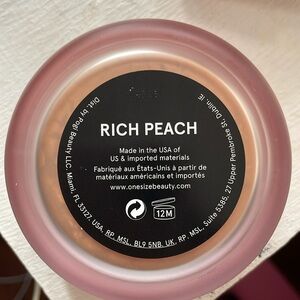 RICH PEACH
Made in the USA of
US & imported materials
Fabriqué aux États-Unis à partir de
matériaux américains et importés
www.onesizebeauty.com
12M
Dist. by Pogi Beauty LLC. Miami, FL 33127, USA. RP, MSL, BL9 5NB, UK, RP, MSL, Suite 5385, 27 Upper Pembroke St, Dublin, IE